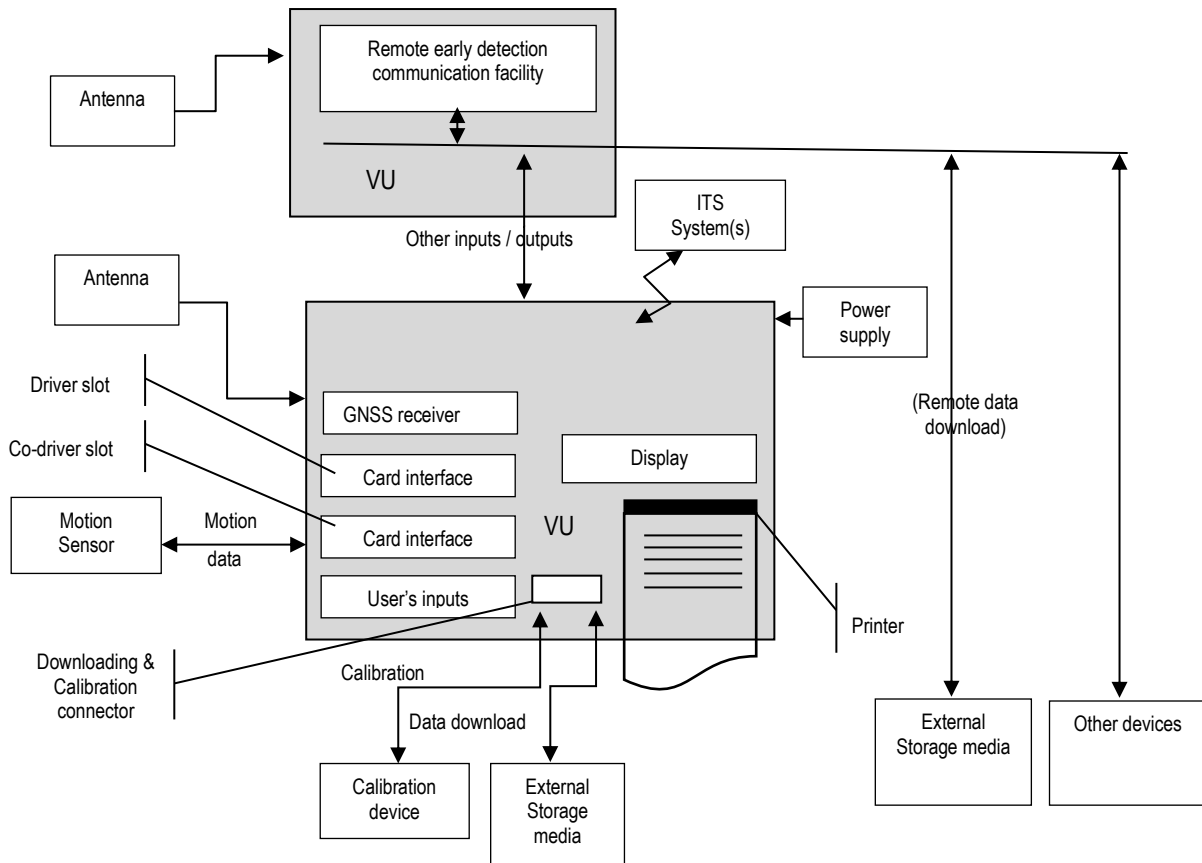 Remote early detection
communication facility
Antenna
VU
ITS
System(s)
Other inputs / outputs
Antenna
Power
supply
Driver slot
GNSS receiver
(Remote data
download)
Co-driver slot
Card interface
Display
Motion
Sensor
Motion
data
Card interface
VU
User's inputs
Printer
Downloading &
Calibration
connector
Calibration
Data download
External
Storage media
Other devices
Calibration
device
External
Storage
media